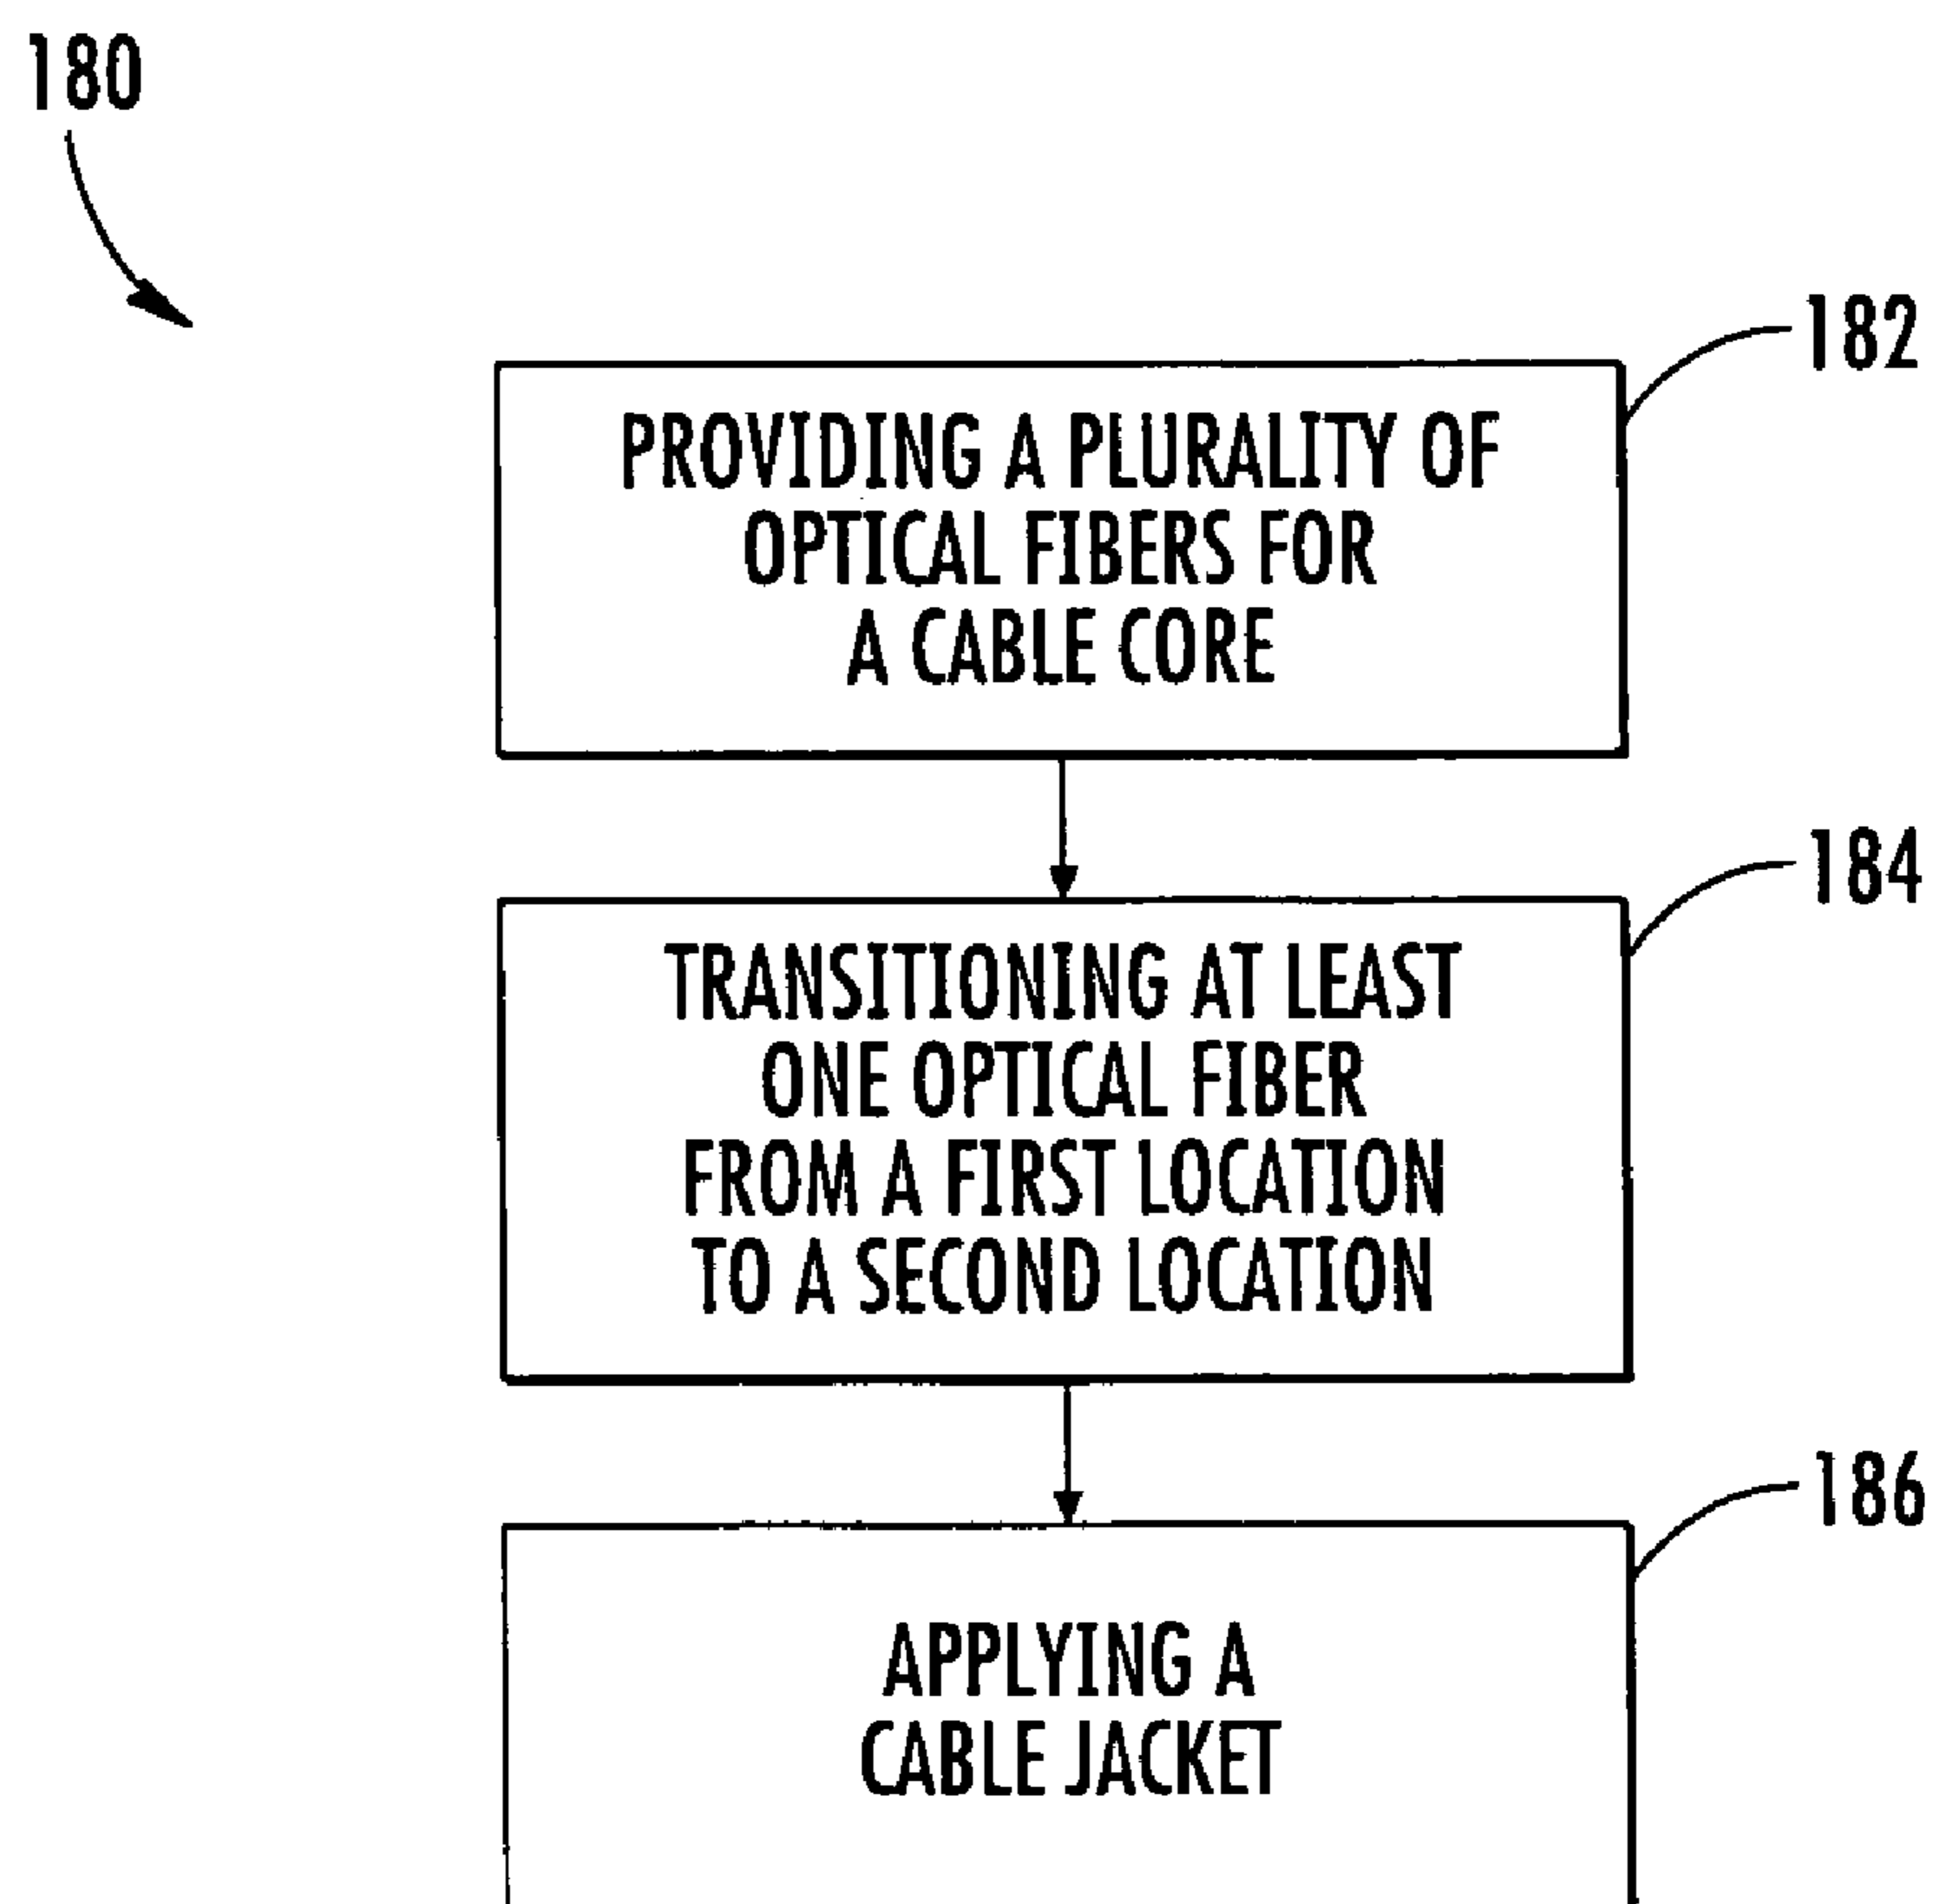 180
182
PROVIDING A PLURALITY OF
OPTICAL FIBERS FOR
A CABLE CORE
184
TRANSITIONING AT LEAST
ONE OPTICAL FIBER
FROM A FIRST LOCATION
TO A SECOND LOCATION
186
APPLYING A
CABLE JACKET